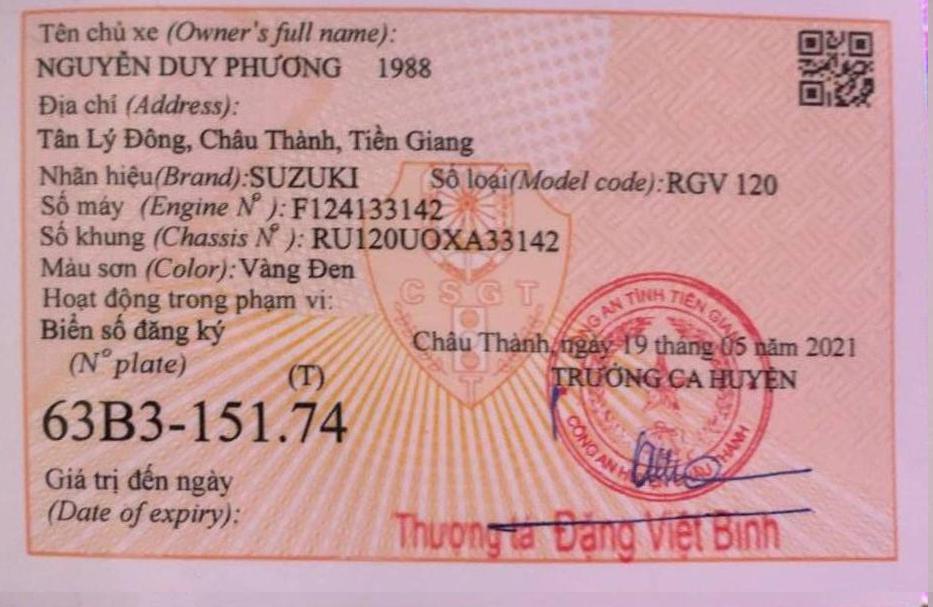 Tên chủ xe (Owner's full name):
NGUYỄN DUY PHƯƠNG 1988
Địa chỉ (Address):
Tân Lý Đông, Châu Thành, Tiền Giang
Nhãn hiệu(Brand):SUZUKI Số loại(Model code):RGV 120
Số máy (Engine Nº ): F124133142
Số khung (Chassis Nº ): RU120UOXA33142
Màu sơn (Color): Vàng Đen
Hoạt động trong phạm vi:
CSGT
Biển số đăng ký
(Nº plate)
(T)
63B3-151.74
Châu Thành, ngày 19 tháng 05 năm 2021
TRƯỞNG CA HUYỆN
CÔNG AN TỈNH TIỀN GIANG
CÔNG AN CHÂU THÀNH
Giá trị đến ngày
(Date of expiry):
Thượng tá Đặng Việt Bình